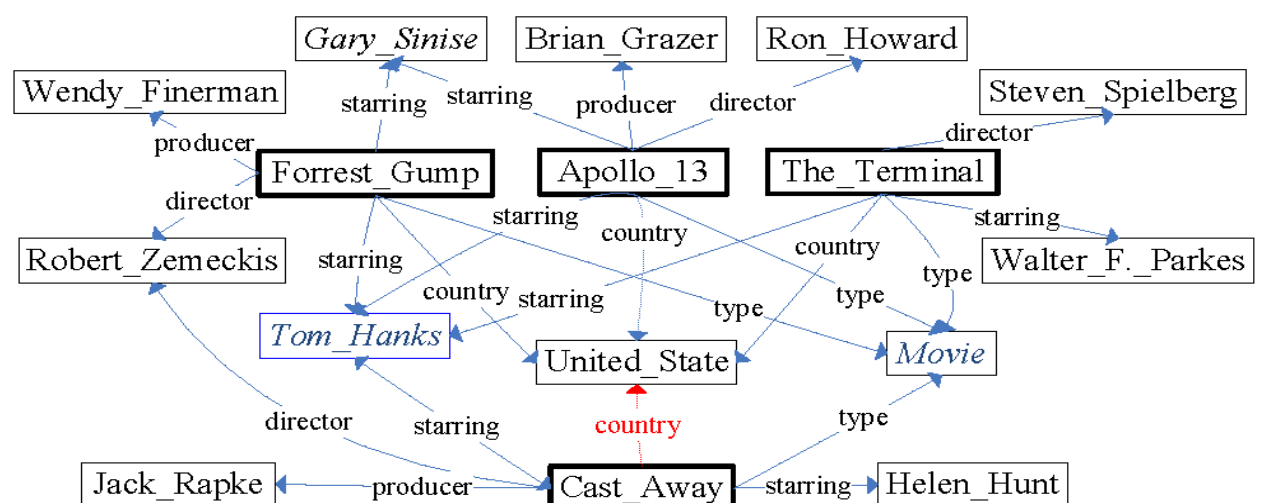 Gary_Sinise
Brian_Grazer
Ron_Howard
Wendy_Finerman
Steven_Spielberg
starring
starring
producer
director
producer
director
Forrest_Gump
Apollo_13
The_Terminal
director
starring
starring
country
Robert_Zemeckis
starring
country
type
Walter_F._Parkes
country
starring
type
type
Tom_Hanks
United_State
Movie
director
starring
country
type
Jack_Rapke
producer
Cast_Away
starring
Helen_Hunt